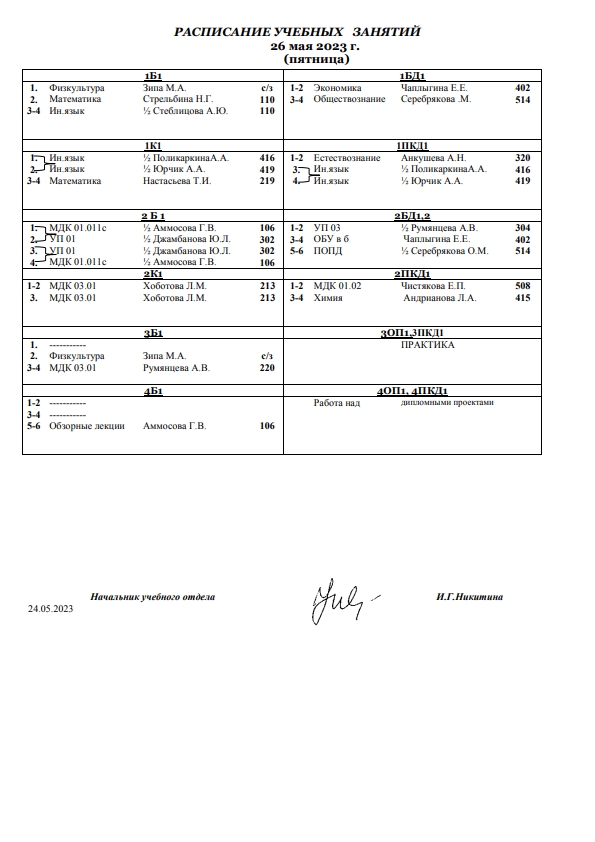 РАСПИСАНИЕ УЧЕБНЫХ ЗАНЯТИЙ
26 мая 2023 г.
(пятница)
1Б1
1. Физкультура Зипа М.А. с/з
2. Математика Стрельбина Н.Г. 110
3-4 Ин.язык ½ Стеблицова А.Ю. 110
1БД1
1-2 Экономика Чаплыгина Е.Е. 402
3-4 Обществознание Серебрякова .М. 514
1К1
1. Ин.язык ½ ПоликаркинаА.А. 416
2. Ин.язык ½ Юрчик А.А. 419
3-4 Математика Настасьева Т.И. 219
1ПКД1
1-2 Естествознание Анкушева А.Н. 320
3. Ин.язык ½ ПоликаркинаА.А. 416
4. Ин.язык ½ Юрчик А.А. 419
2 Б 1
1. МДК 01.011с ½ Аммосова Г.В. 106
2. УП 01 ½ Джамбанова Ю.Л. 302
3. УП 01 ½ Джамбанова Ю.Л. 302
4. МДК 01.011с ½ Аммосова Г.В. 106
2БД1,2
1-2 УП 03 ½ Румянцева А.В. 304
3-4 ОБУ в б Чаплыгина Е.Е. 402
5-6 ПОПД ½ Серебрякова О.М. 514
2К1
1-2 МДК 03.01 Хоботова Л.М. 213
3. МДК 03.01 Хоботова Л.М. 213
2ПКД1
1-2 МДК 01.02 Чистякова Е.П. 508
3-4 Химия Андрианова Л.А. 415
3Б1
1. -----------
2. Физкультура Зипа М.А. с/з
3-4 МДК 03.01 Румянцева А.В. 220
3ОП1,3ПКД1
ПРАКТИКА
4Б1
1-2 -----------
3-4 -----------
5-6 Обзорные лекции Аммосова Г.В. 106
4ОП1, 4ПКД1
Работа над дипломными проектами
Начальник учебного отдела И.Г.Никитина
24.05.2023